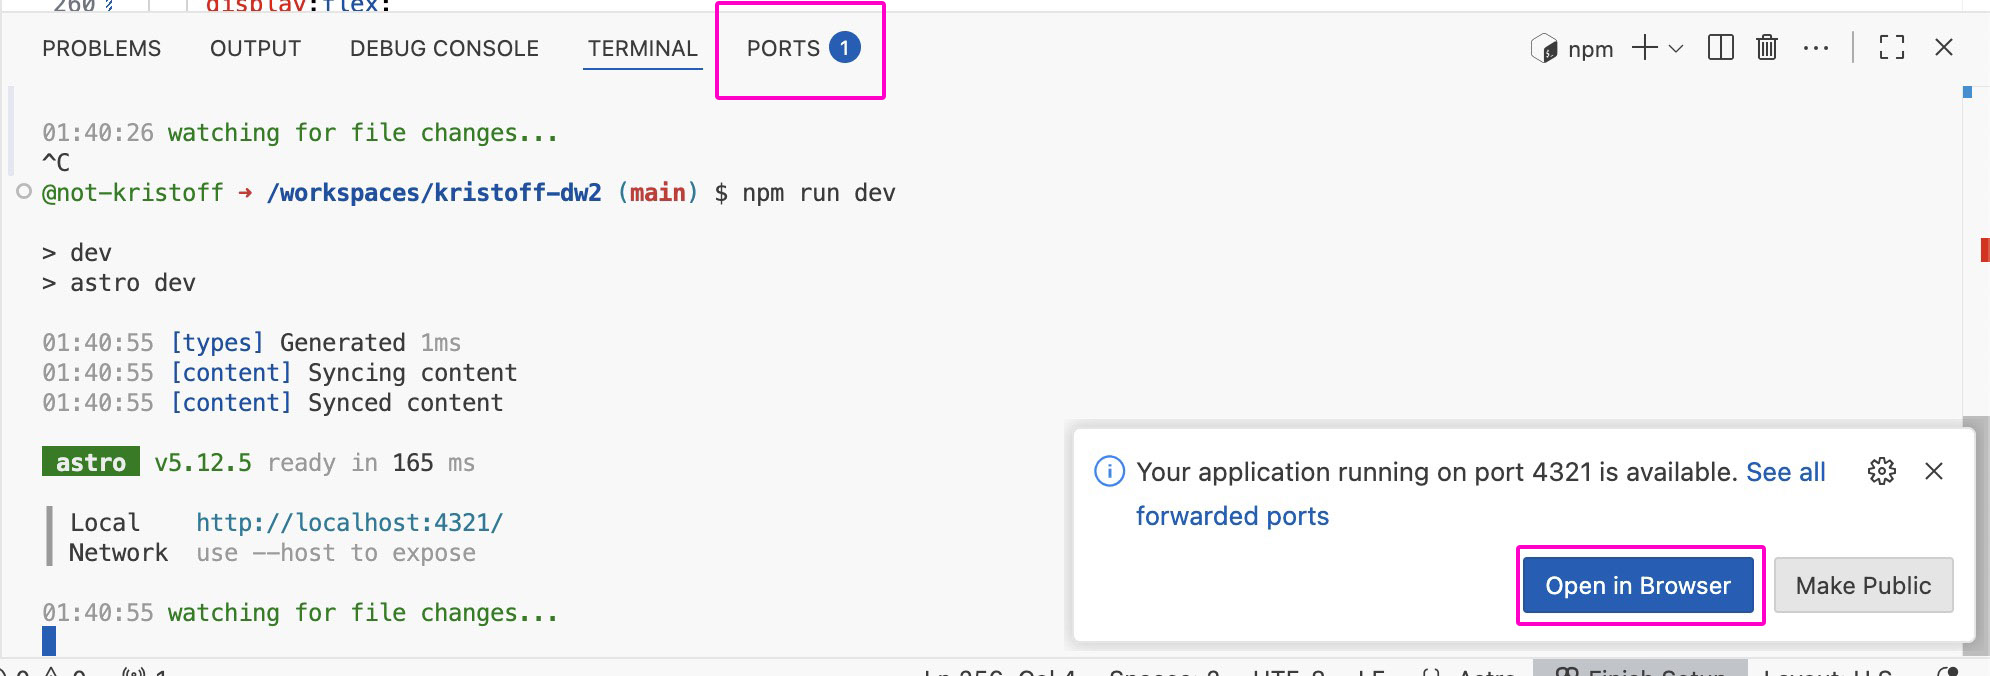 260 display:flex;
PROBLEMS OUTPUT DEBUG CONSOLE TERMINAL PORTS 1 npm
01:40:26 watching for file changes...
^C
@not-kristoff → /workspaces/kristoff-dw2 (main) $ npm run dev
> dev
> astro dev
01:40:55 [types] Generated 1ms
01:40:55 [content] Syncing content
01:40:55 [content] Synced content
astro v5.12.5 ready in 165 ms
Local http://localhost:4321/
Network use --host to expose
01:40:55 watching for file changes...
Your application running on port 4321 is available. See all
forwarded ports
Open in Browser Make Public
Astro Finish Setup Layout: U.S.